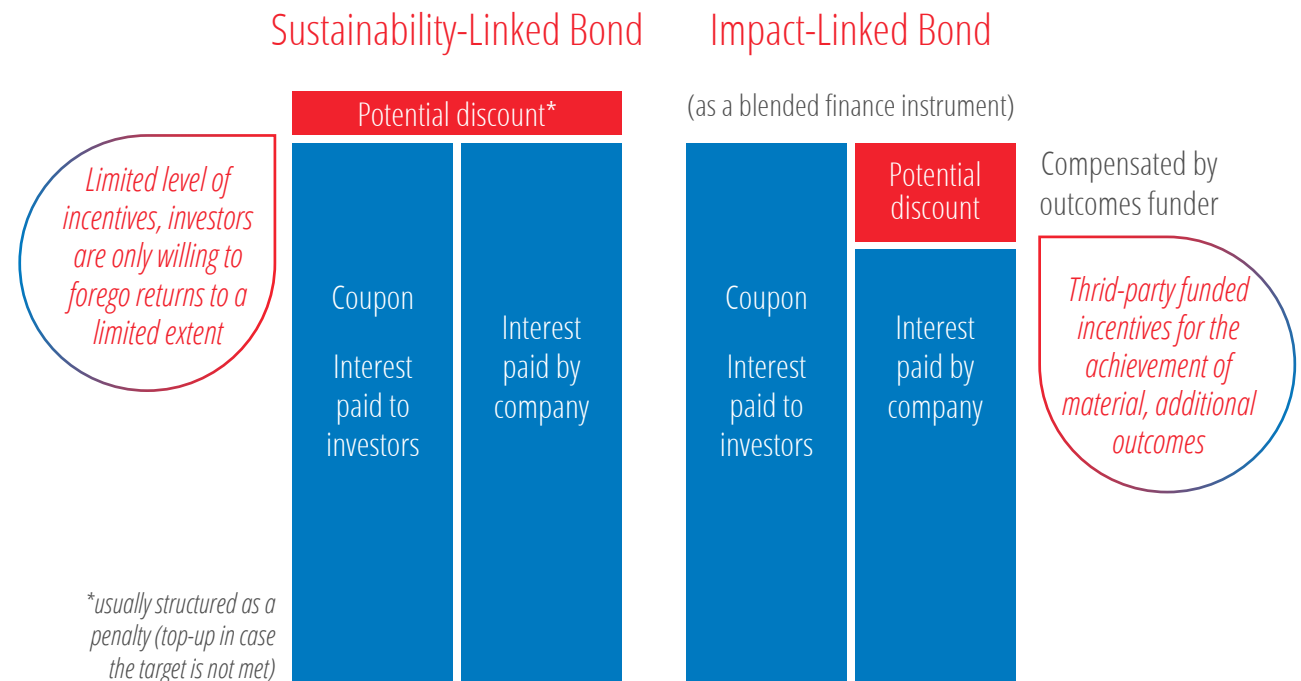 Sustainability-Linked Bond
Potential discount*
Limited level of
incentives, investors
are only willing to
forego returns to a
limited extent
Coupon
Interest
paid to
investors
Interest
paid by
company
*usually structured as a
penalty (top-up in case
the target is not met)
Impact-Linked Bond
(as a blended finance instrument)
Coupon
Interest
paid to
investors
Potential
discount
Interest
paid by
company
Compensated by
outcomes funder
Thrid-party funded
incentives for the
achievement of
material, additional
outcomes